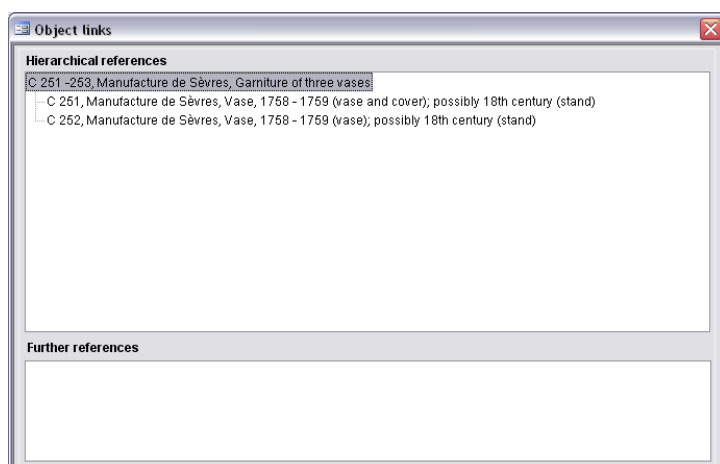 Object links
Hierarchical references
C 251 -253, Manufacture de Sèvres, Garniture of three vases
C 251, Manufacture de Sèvres, Vase, 1758 - 1759 (vase and cover); possibly 18th century (stand)
C 252, Manufacture de Sèvres, Vase, 1758 - 1759 (vase); possibly 18th century (stand)
Further references